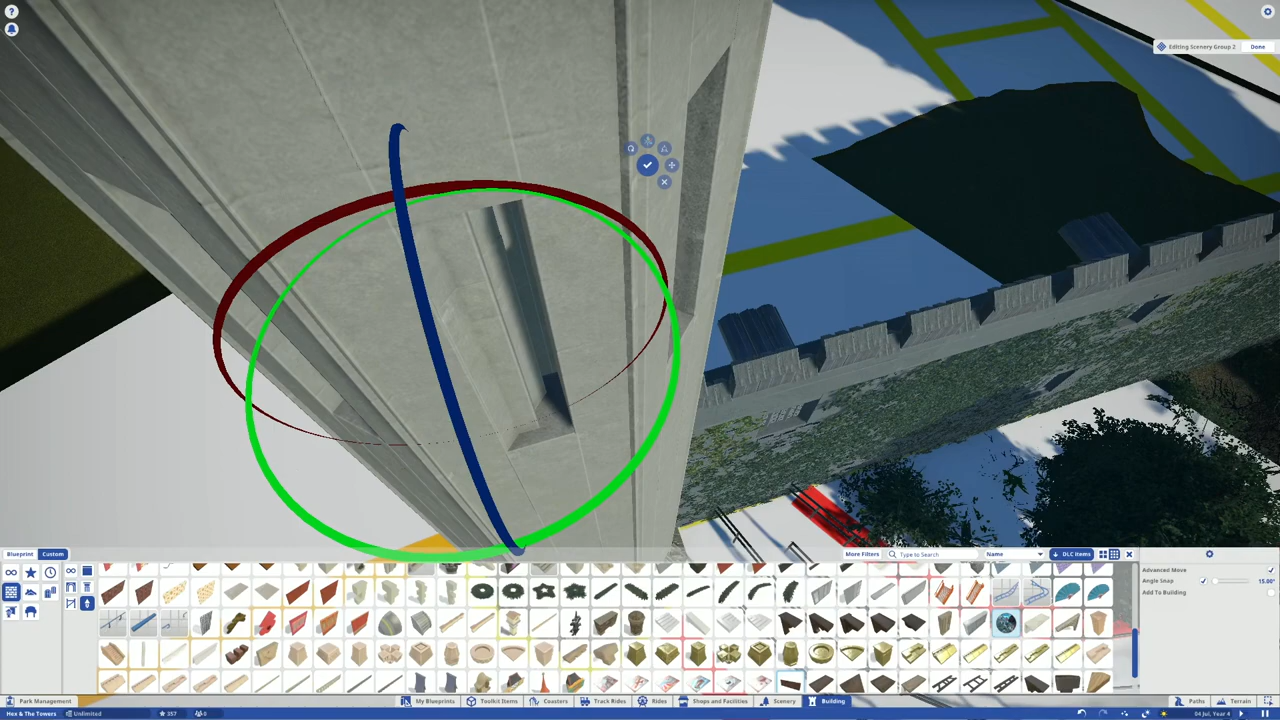 ?
Editing Scenery Group 2 Done
Blueprint Custom More Filters Type to Search Name DLC Items
Advanced Move
Angle Snap 15.00°
Add To Building
Park Management My Blueprints Toolkit Items Coasters Track Rides Rides Shops and Facilities Scenery Building Paths Terrain
Hex & The Towers Unlimited 357 0 04 Jul, Year 4